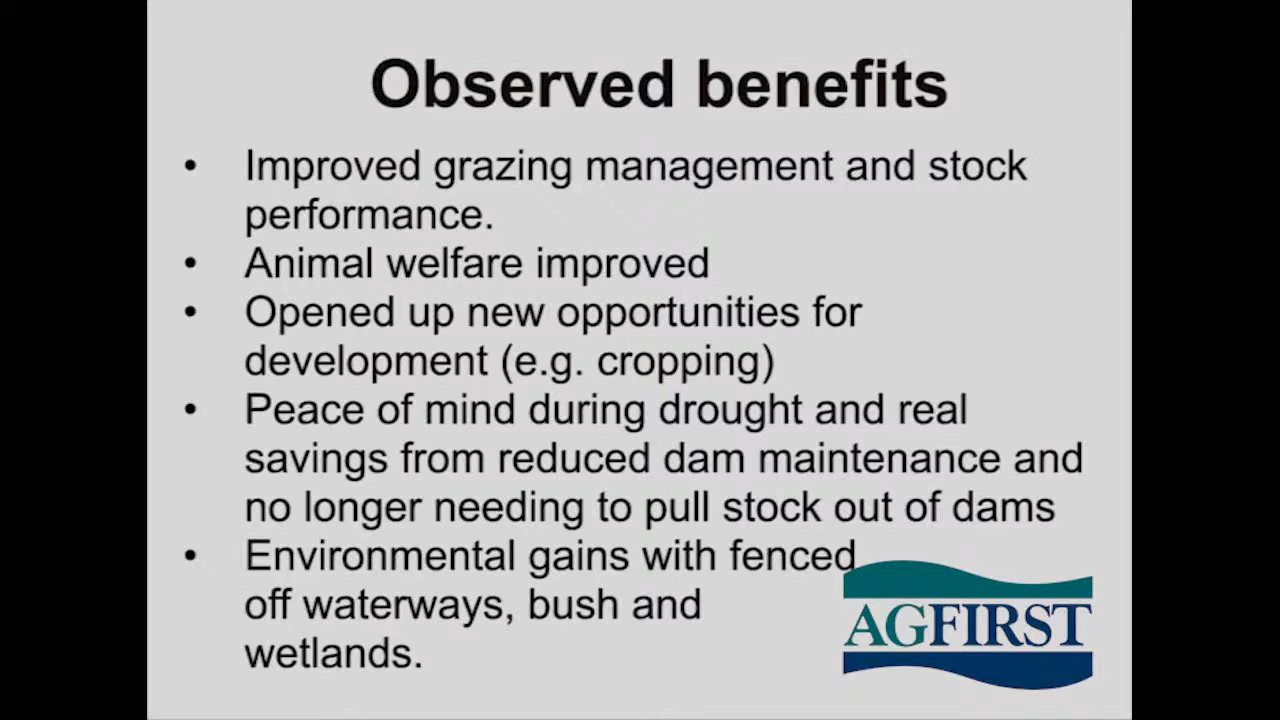 Observed benefits
• Improved grazing management and stock
performance.
• Animal welfare improved
• Opened up new opportunities for
development (e.g. cropping)
• Peace of mind during drought and real
savings from reduced dam maintenance and
no longer needing to pull stock out of dams
• Environmental gains with fenced
off waterways, bush and
wetlands.
AGFIRST